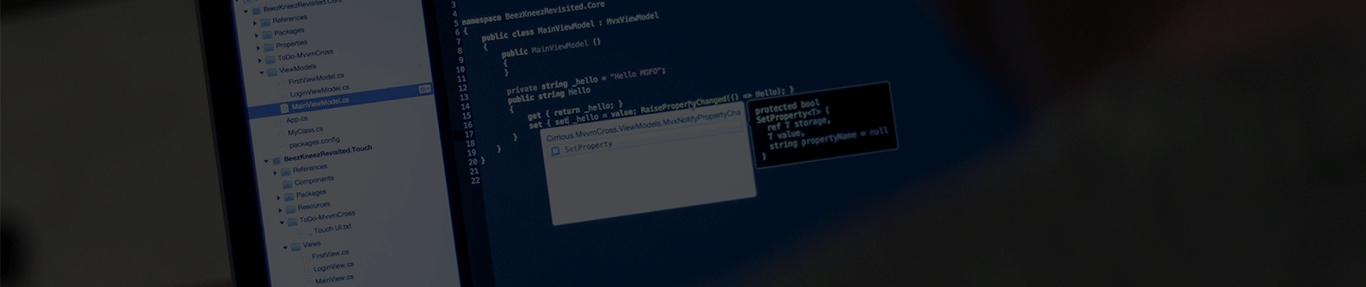 BeezKneezRevisited.Core
References
Packages
Properties
ToDo-MvvmCross
ViewModels
FirstViewModel.cs
LoginViewModel.cs
MainViewModel.cs
App.cs
MyClass.cs
packages.config
BeezKneezRevisited.Touch
References
Components
Packages
Resources
ToDo-MvvmCross
_ Touch UI.txt
Views
FirstView.cs
LoginView.cs
MainView.cs
3
4
5 namespace BeezKneezRevisited.Core
6 {
7 public class MainViewModel : MvxViewModel
8 {
9 public MainViewModel ()
10 {
11 }
12
13 private string _hello = "Hello MOFO";
14 public string Hello
15 {
16 get { return _hello; }
17 set { set _hello = value; RaisePropertyChanged(() => Hello); }
18 }
19 }
20 }
21
22
Cirrious.MvvmCross.ViewModels.MvxNotifyPropertyCha
SetProperty
protected bool
SetProperty<T> (
ref T storage,
T value,
string propertyName = null
)